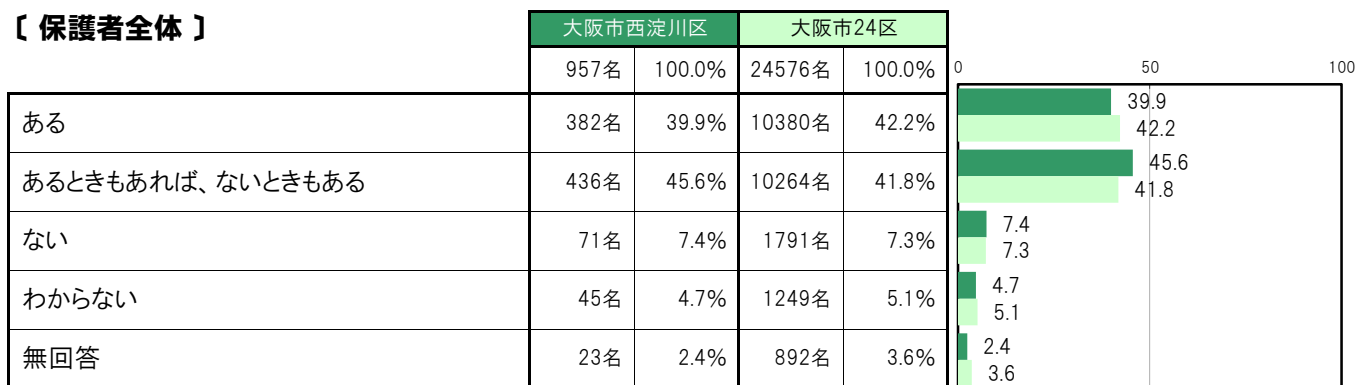 〔 保護者全体 〕
大阪市西淀川区 大阪市24区
957名 100.0% 24576名 100.0% 0 50 100
ある 382名 39.9% 10380名 42.2% 39.9
42.2
あるときもあれば、ないときもある 436名 45.6% 10264名 41.8% 45.6
41.8
ない 71名 7.4% 1791名 7.3% 7.4
7.3
わからない 45名 4.7% 1249名 5.1% 4.7
5.1
無回答 23名 2.4% 892名 3.6% 2.4
3.6